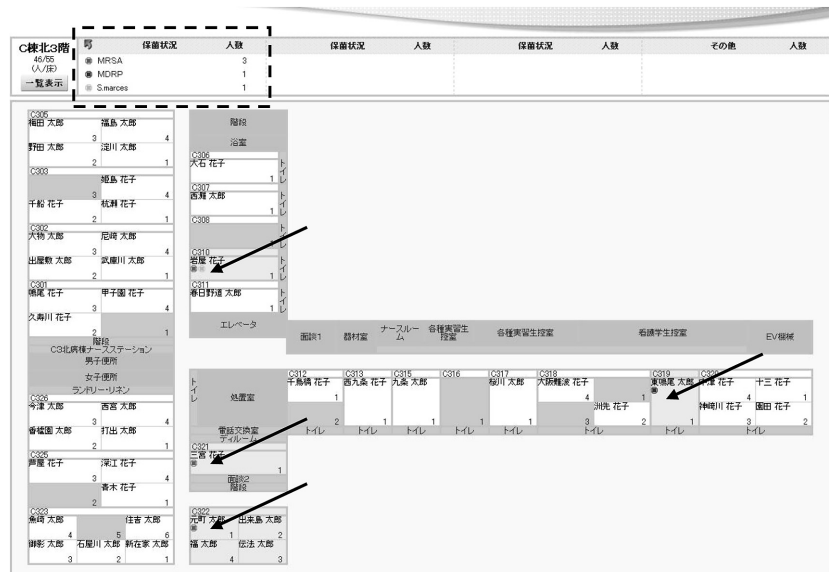 C棟北3階
46/55
(人/床)
一覧表示
保菌状況 人数
MRSA 3
MDRP 1
S.marces 1
保菌状況 人数
保菌状況 人数
その他 人数
C305
梅田 太郎 福島 太郎
3 4
野田 太郎 淀川 太郎
2 1
C303
姫島 花子
3 4
千船 花子 杭瀬 花子
2 1
C302
大物 太郎 尼崎 太郎
3 4
出屋敷 太郎 武庫川 太郎
2 1
C301
鳴尾 花子 甲子園 花子
3 4
久寿川 花子
2 1
階段
C3北病棟ナースステーション
男子便所
女子便所
ランドリー・リネン
C326
今津 太郎 西宮 太郎
3 4
香櫨園 太郎 打出 太郎
2 1
C325
芦屋 花子 深江 花子
3 4
青木 花子
2 1
C323
魚崎 太郎 住吉 太郎
4 5 6
御影 太郎 石屋川 太郎 新在家 太郎
3 2 1
階段
浴室
C306
大石 花子
1
トイレ
C307
西灘 太郎
1
トイレ
C308
1
トイレ
C310
岩屋 花子
1
トイレ
C311
春日野道 太郎
1
トイレ
エレベータ
面談1 器材室 ナースルーム 各種実習生控室 各種実習生控室 看護学生控室 EV機械
トイレ
処置室
電話交換室
デイルーム
C321
三宮 花子
1
面談2
階段
C322
元町 太郎 出来島 太郎
1 2
福 太郎 伝法 太郎
4 3
C312 C313 C315 C316 C317 C318 C319 C320
千鳥橋 花子 西九条 花子 九条 太郎 桜川 太郎 大阪難波 花子 東鳴尾 太郎 中津 花子 十三 花子
1 4 1 4 1
洲先 花子 神崎川 花子 園田 花子
2 1 1 1 1 3 2 1 3 2
トイレ トイレ トイレ トイレ トイレ トイレ トイレ